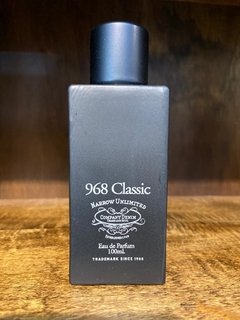 968 Classic
NARROW UNLIMITED
COMPANY DENIM
Eau de Parfum
100mL
TRADEMARK SINCE 1968